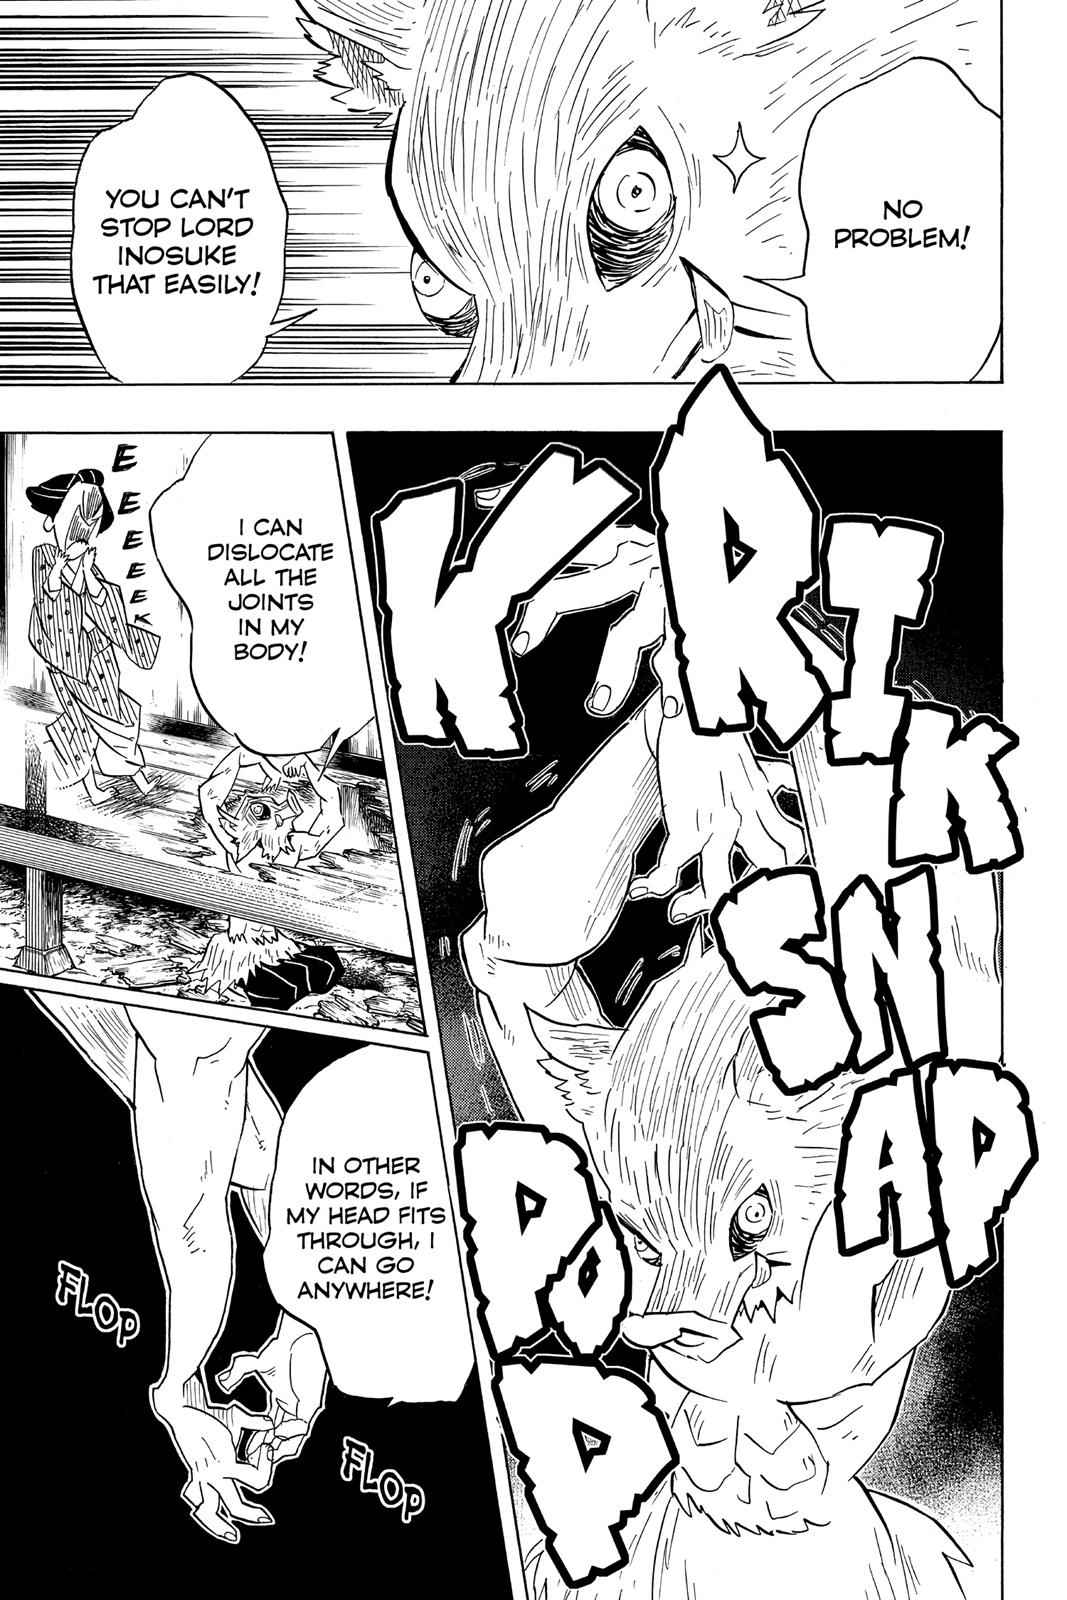 NO
PROBLEM!
YOU CAN'T
STOP LORD
INOSUKE
THAT EASILY!
KRIK
SNAP
POP
I CAN
DISLOCATE
ALL THE
JOINTS
IN MY
BODY!
EEEEEEK
IN OTHER
WORDS, IF
MY HEAD FITS
THROUGH, I
CAN GO
ANYWHERE!
FLOP
FLOP